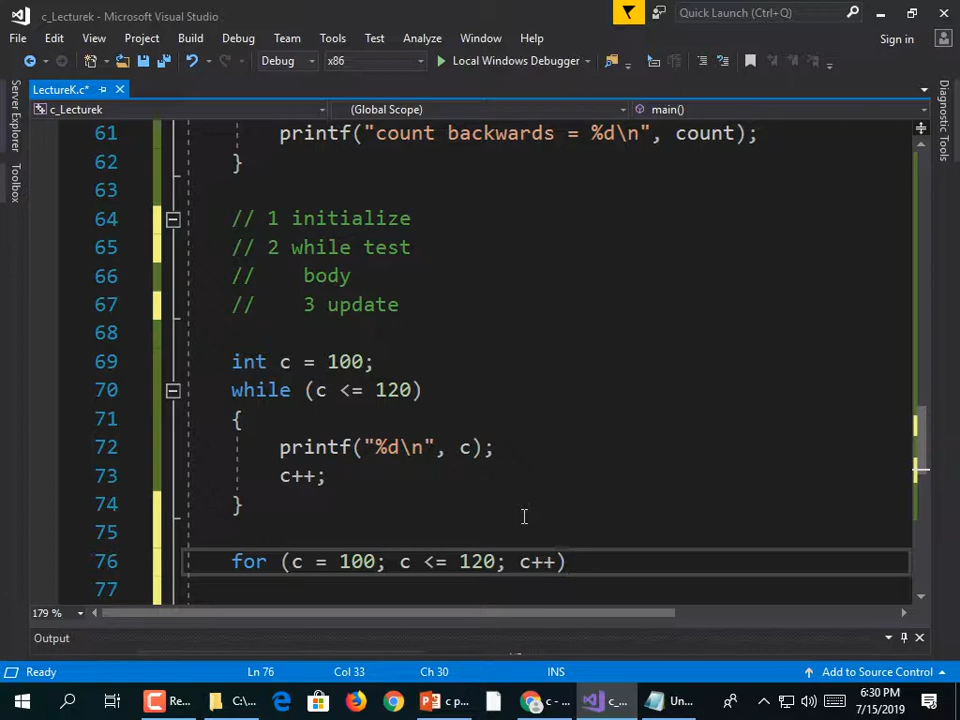 c_Lecturek - Microsoft Visual Studio
Quick Launch (Ctrl+Q)
File Edit View Project Build Debug Team Tools Test Analyze Window Help
Sign in
Debug x86 Local Windows Debugger
LectureK.c*
c_Lecturek (Global Scope) main()
Server Explorer
Toolbox
Diagnostic Tools
61 printf("count backwards = %d\n", count);
62 }
63
64 // 1 initialize
65 // 2 while test
66 // body
67 // 3 update
68
69 int c = 100;
70 while (c <= 120)
71 {
72 printf("%d\n", c);
73 c++;
74 }
75
76 for (c = 100; c <= 120; c++)
77
179 %
Output
Ready Ln 76 Col 33 Ch 30 INS Add to Source Control
Re... C:\... c p... c - ... c_... Un...
6:30 PM
7/15/2019